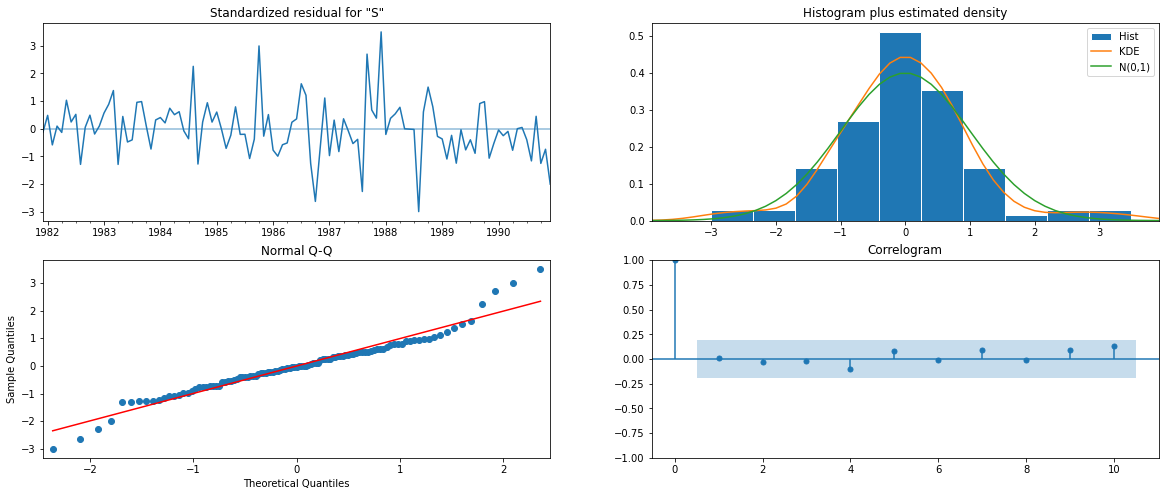 Standardized residual for "S"
3
2
1
0
−1
−2
−3
1982 1983 1984 1985 1986 1987 1988 1989 1990
Histogram plus estimated density
Hist
KDE
N(0,1)
0.5
0.4
0.3
0.2
0.1
0.0
−3 −2 −1 0 1 2 3
Normal Q-Q
Sample Quantiles
3
2
1
0
−1
−2
−3
−2 −1 0 1 2
Theoretical Quantiles
Correlogram
1.00
0.75
0.50
0.25
0.00
−0.25
−0.50
−0.75
−1.00
0 2 4 6 8 10